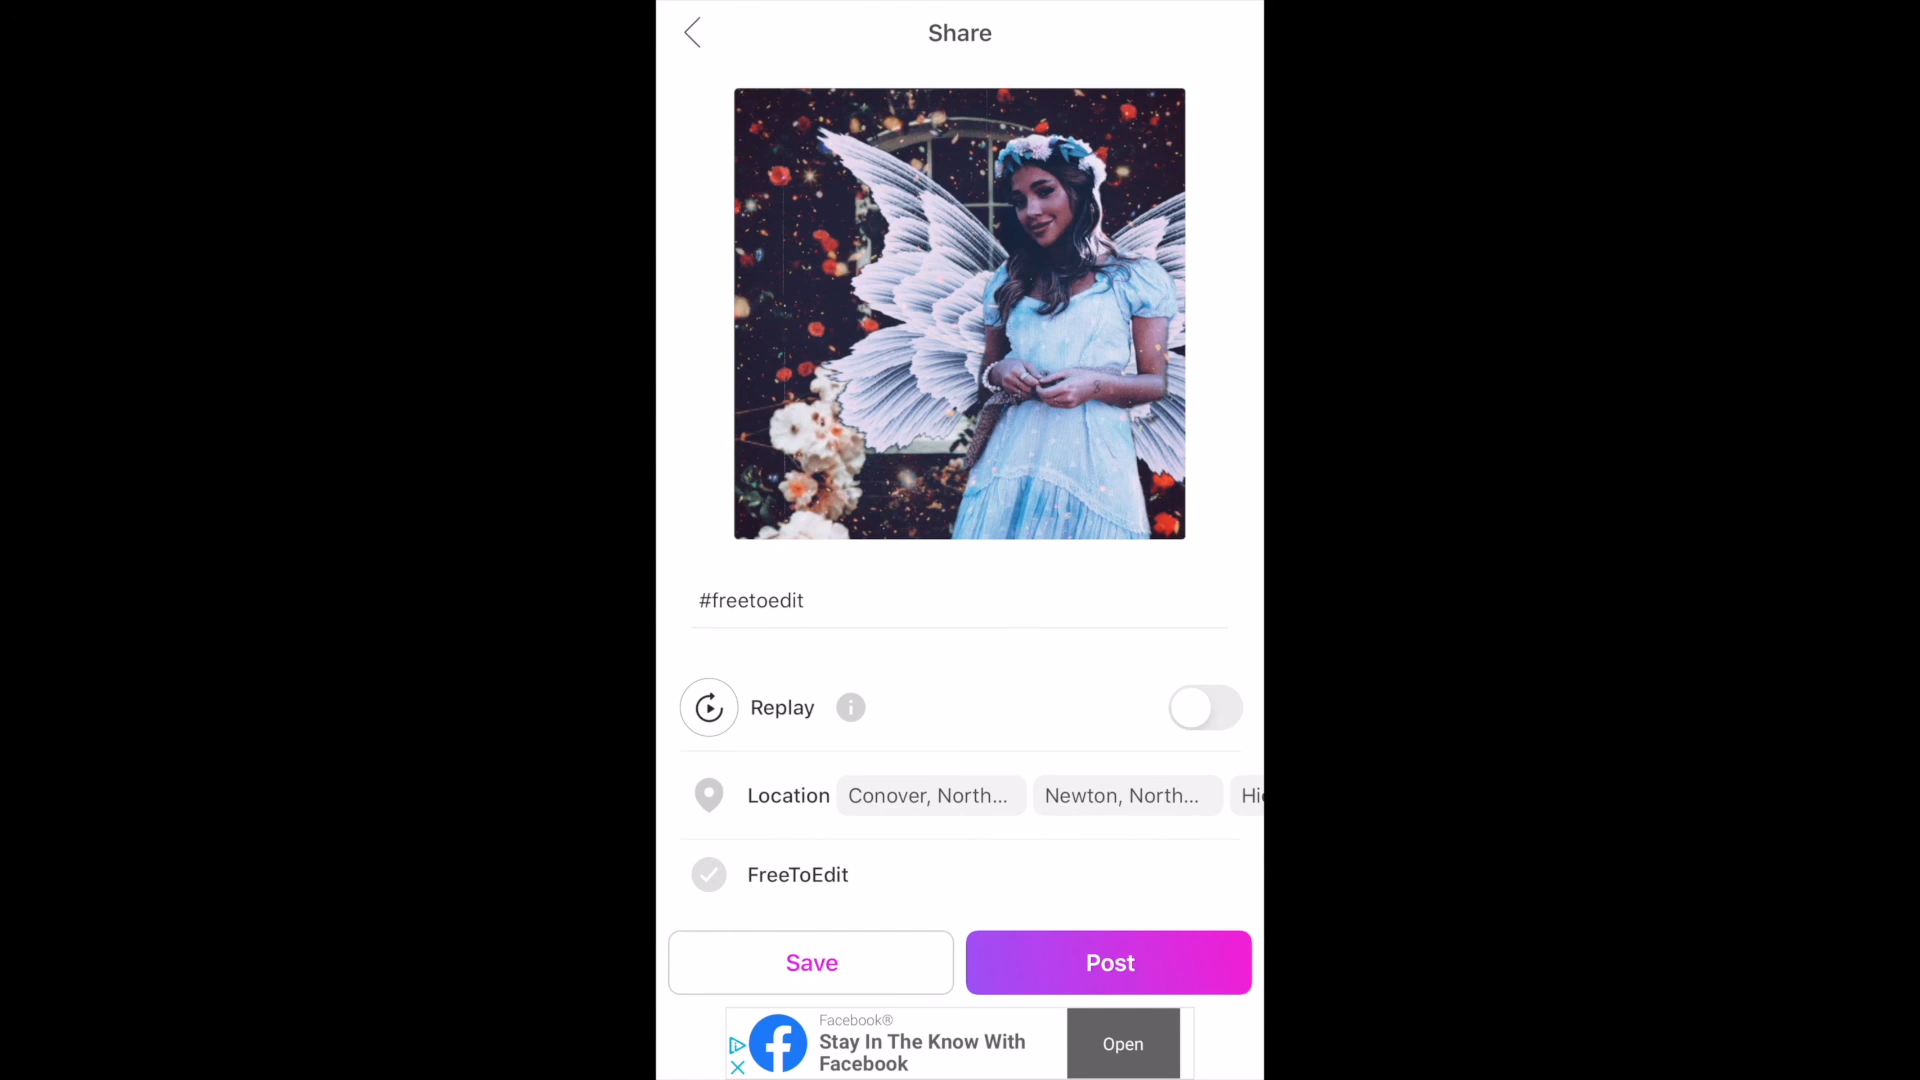 Share
#freetoedit
Replay
Location Conover, North... Newton, North... Hi
FreeToEdit
Save Post
Facebook®
Stay In The Know With
Facebook
Open